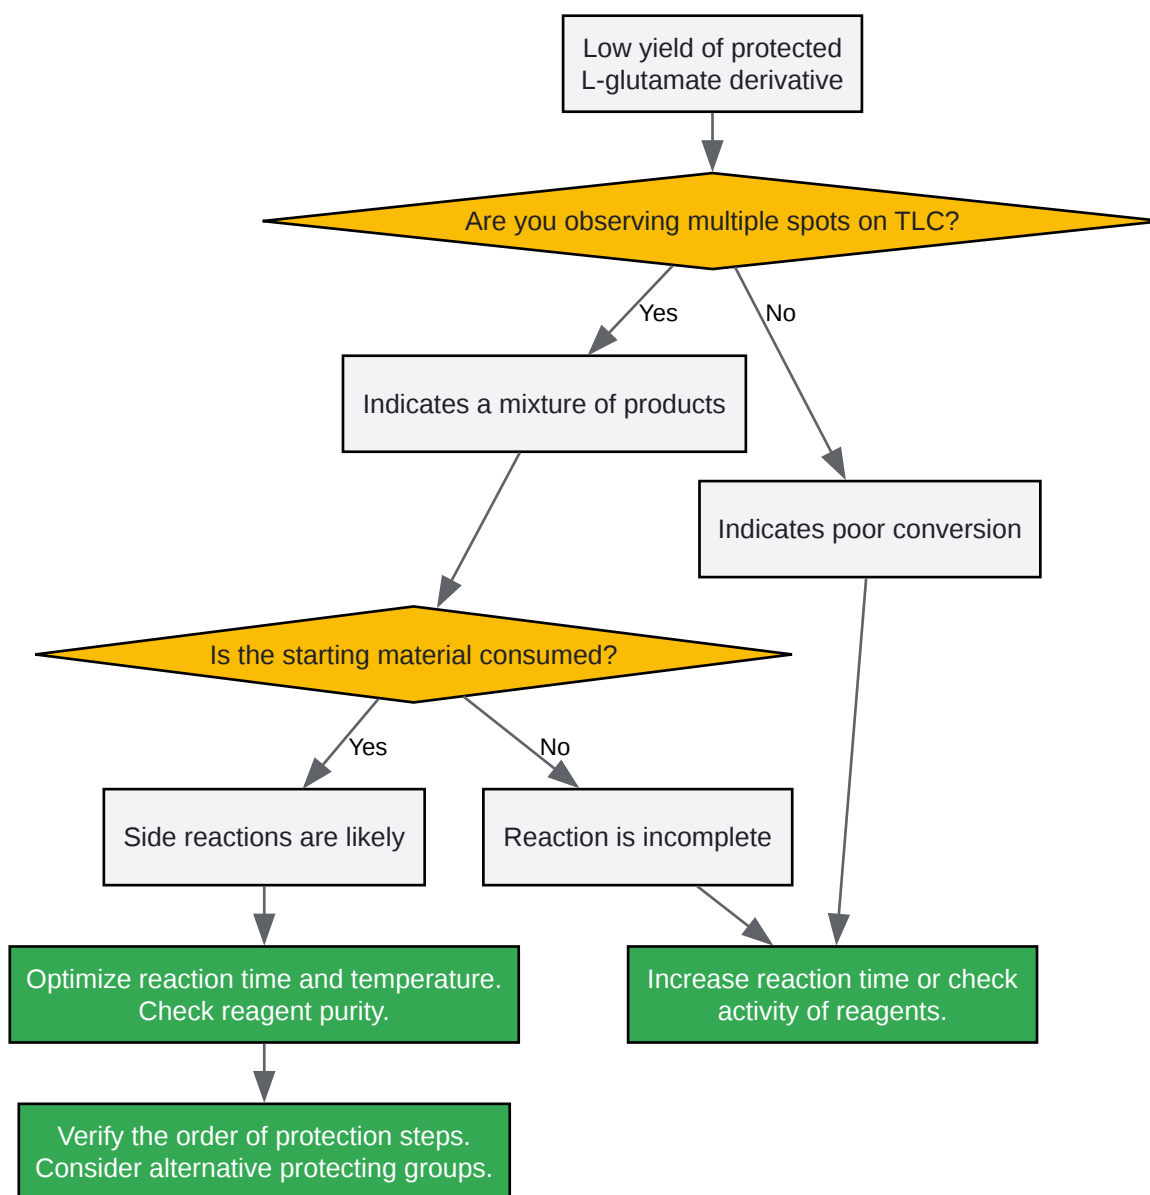 Low yield of protected
L-glutamate derivative
Are you observing multiple spots on TLC?
Yes
No
Indicates a mixture of products
Indicates poor conversion
Is the starting material consumed?
Yes
No
Side reactions are likely
Reaction is incomplete
Optimize reaction time and temperature.
Check reagent purity.
Increase reaction time or check
activity of reagents.
Verify the order of protection steps.
Consider alternative protecting groups.